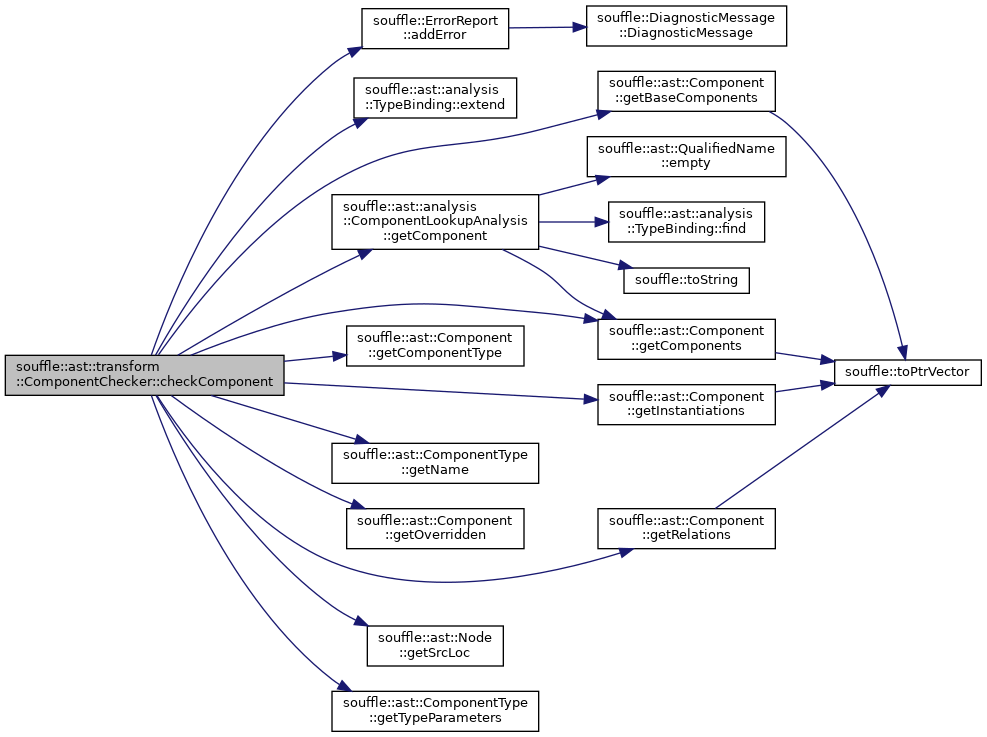 souffle::ErrorReport
::addError
souffle::DiagnosticMessage
::DiagnosticMessage
souffle::ast::analysis
::TypeBinding::extend
souffle::ast::Component
::getBaseComponents
souffle::ast::QualifiedName
::empty
souffle::ast::analysis
::ComponentLookupAnalysis
::getComponent
souffle::ast::analysis
::TypeBinding::find
souffle::toString
souffle::ast::Component
::getComponents
souffle::ast::Component
::getComponentType
souffle::ast::transform
::ComponentChecker::checkComponent
souffle::toPtrVector
souffle::ast::Component
::getInstantiations
souffle::ast::ComponentType
::getName
souffle::ast::Component
::getOverridden
souffle::ast::Component
::getRelations
souffle::ast::Node
::getSrcLoc
souffle::ast::ComponentType
::getTypeParameters